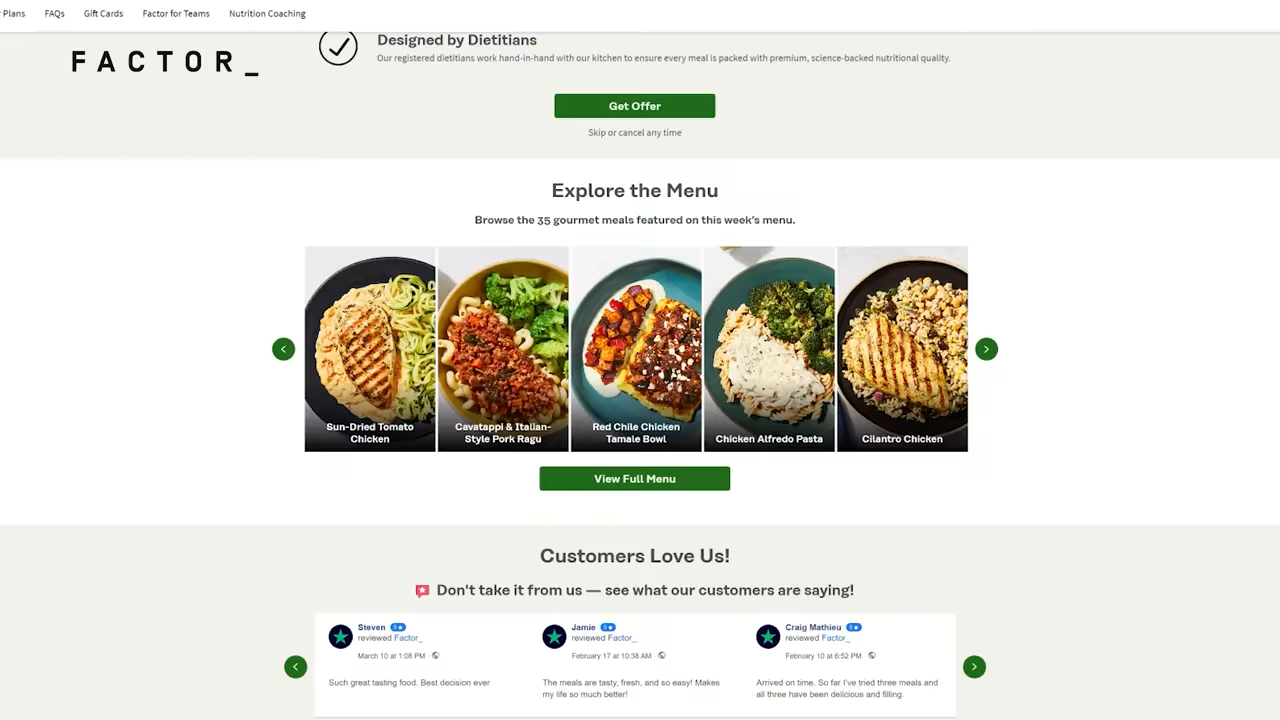 Plans FAQs Gift Cards Factor for Teams Nutrition Coaching
FACTOR_
Designed by Dietitians
Our registered dietitians work hand-in-hand with our kitchen to ensure every meal is packed with premium, science-backed nutritional quality.
Get Offer
Skip or cancel any time
Explore the Menu
Browse the 35 gourmet meals featured on this week's menu.
Sun-Dried Tomato
Chicken
Cavatappi & Italian-
Style Pork Ragu
Red Chile Chicken
Tamale Bowl
Chicken Alfredo Pasta
Cilantro Chicken
View Full Menu
Customers Love Us!
Don't take it from us — see what our customers are saying!
Steven 5
reviewed Factor_
March 10 at 1:08 PM
Such great tasting food. Best decision ever
Jamie 5
reviewed Factor_
February 17 at 10:38 AM
The meals are tasty, fresh, and so easy! Makes
my life so much better!
Craig Mathieu 5
reviewed Factor_
February 10 at 6:52 PM
Arrived on time. So far I've tried three meals and
all three have been delicious and filling.